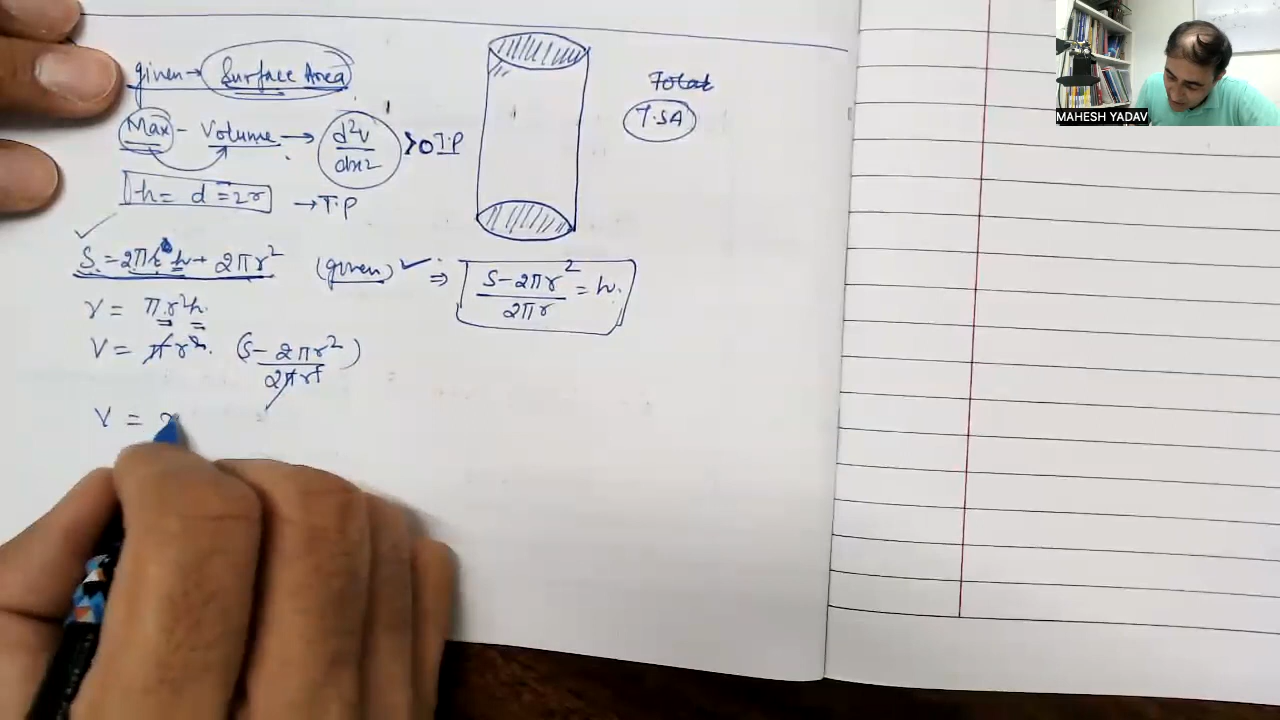 given → Surface Area
Max - Volume → d²v/dx² > 0 T.P
h = d = 2r → T.P
Total
T.SA
S = 2πr h + 2πr² (given) ✓ ⇒ S-2πr²/2πr = h.
V = πr²h.
V = πr². (S-2πr²)/2πr
V =
MAHESH YADAV